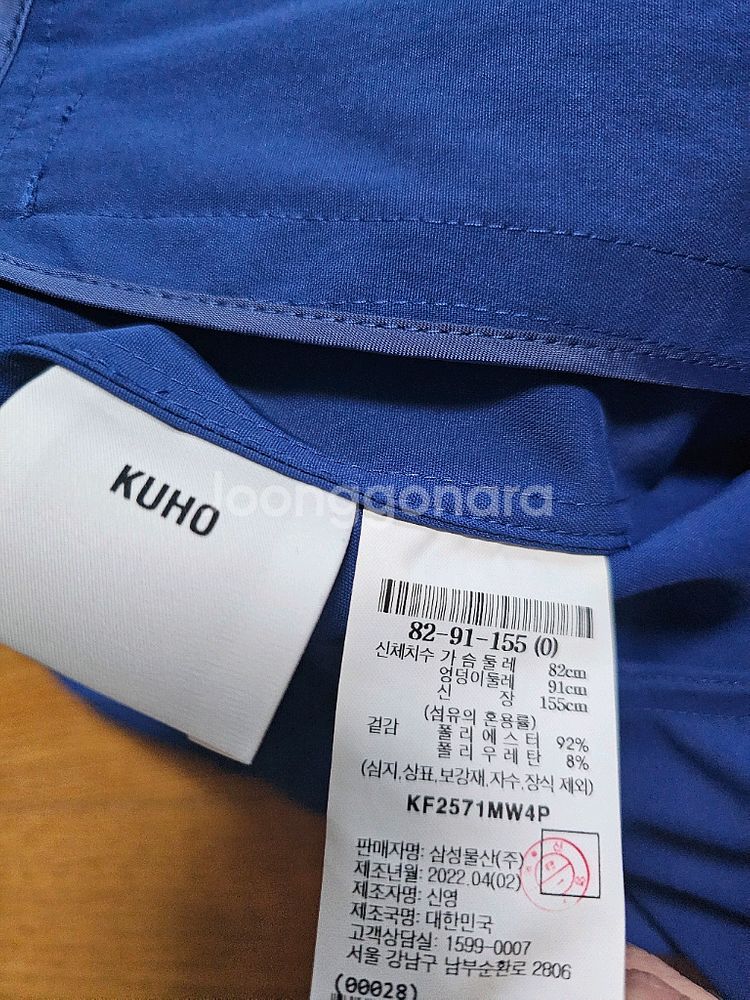 loonggonara
KUHO
82-91-155 (0)
신체치수 가슴둘레 82cm
엉덩이둘레 91cm
신 장 155cm
(섬유의 혼용률)
겉감 폴리에스터 92%
폴리우레탄 8%
(심지,상표,보강재,자수,장식 제외)
KF2571MW4P
판매자명: 삼성물산(주)
제조년월: 2022.04(02)
제조자명: 신영
제조국명: 대한민국
고객상담실: 1599-0007
서울 강남구 남부순환로 2806
(00028)